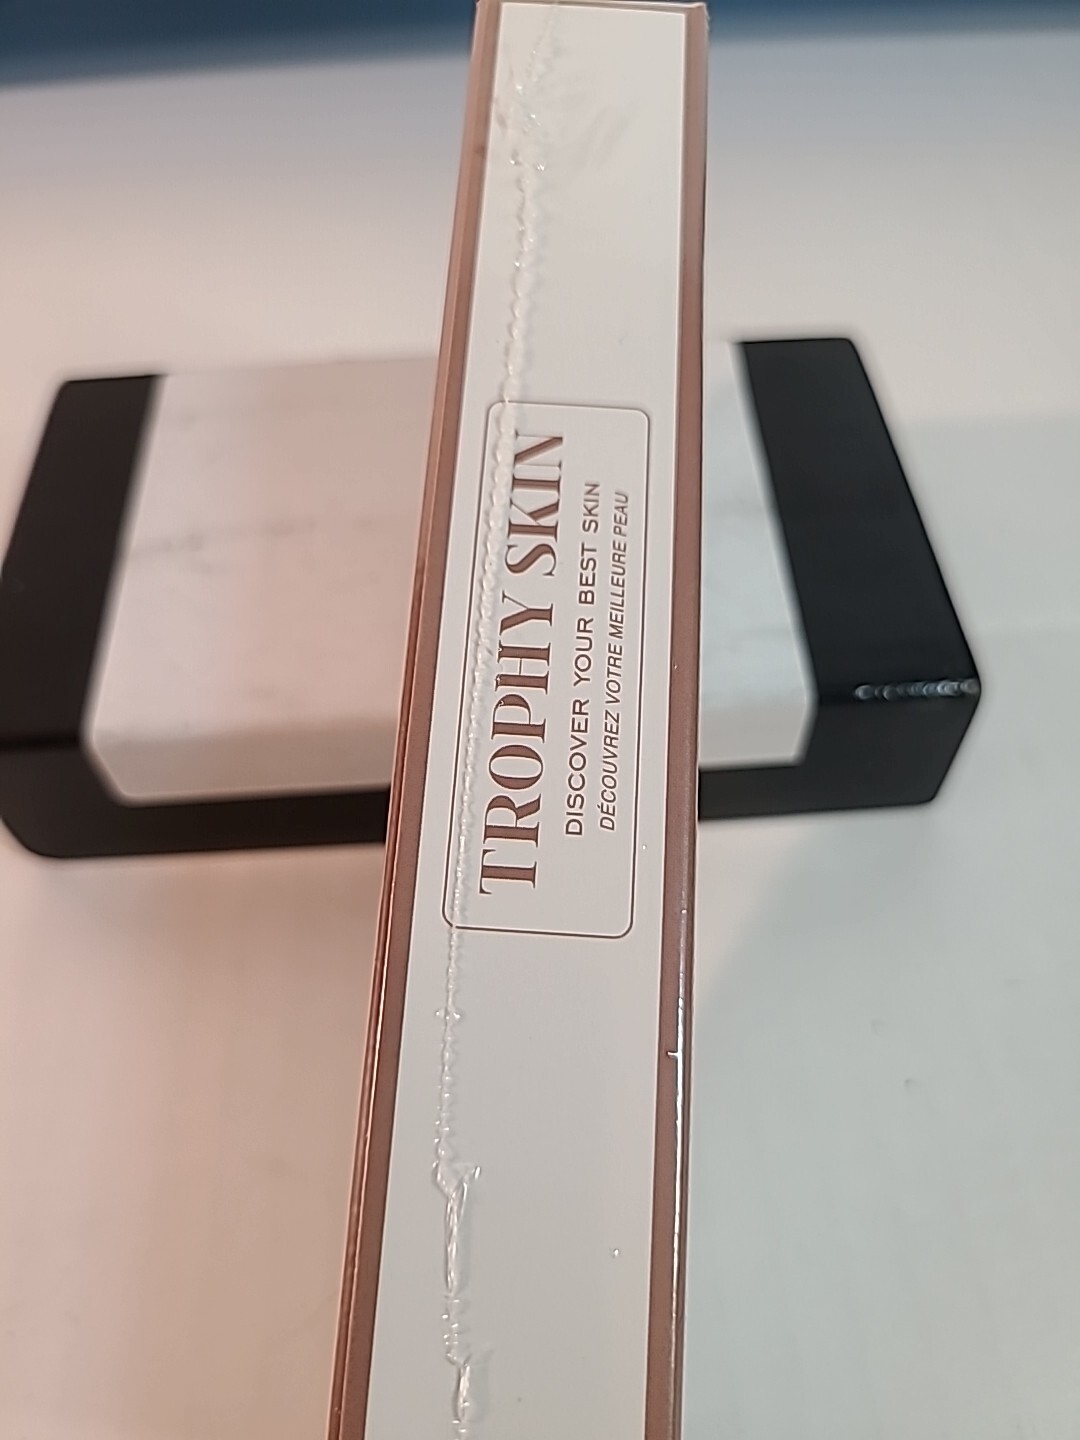 TROPHY SKIN
DISCOVER YOUR BEST SKIN
DÉCOUVREZ VOTRE MEILLEURE PEAU